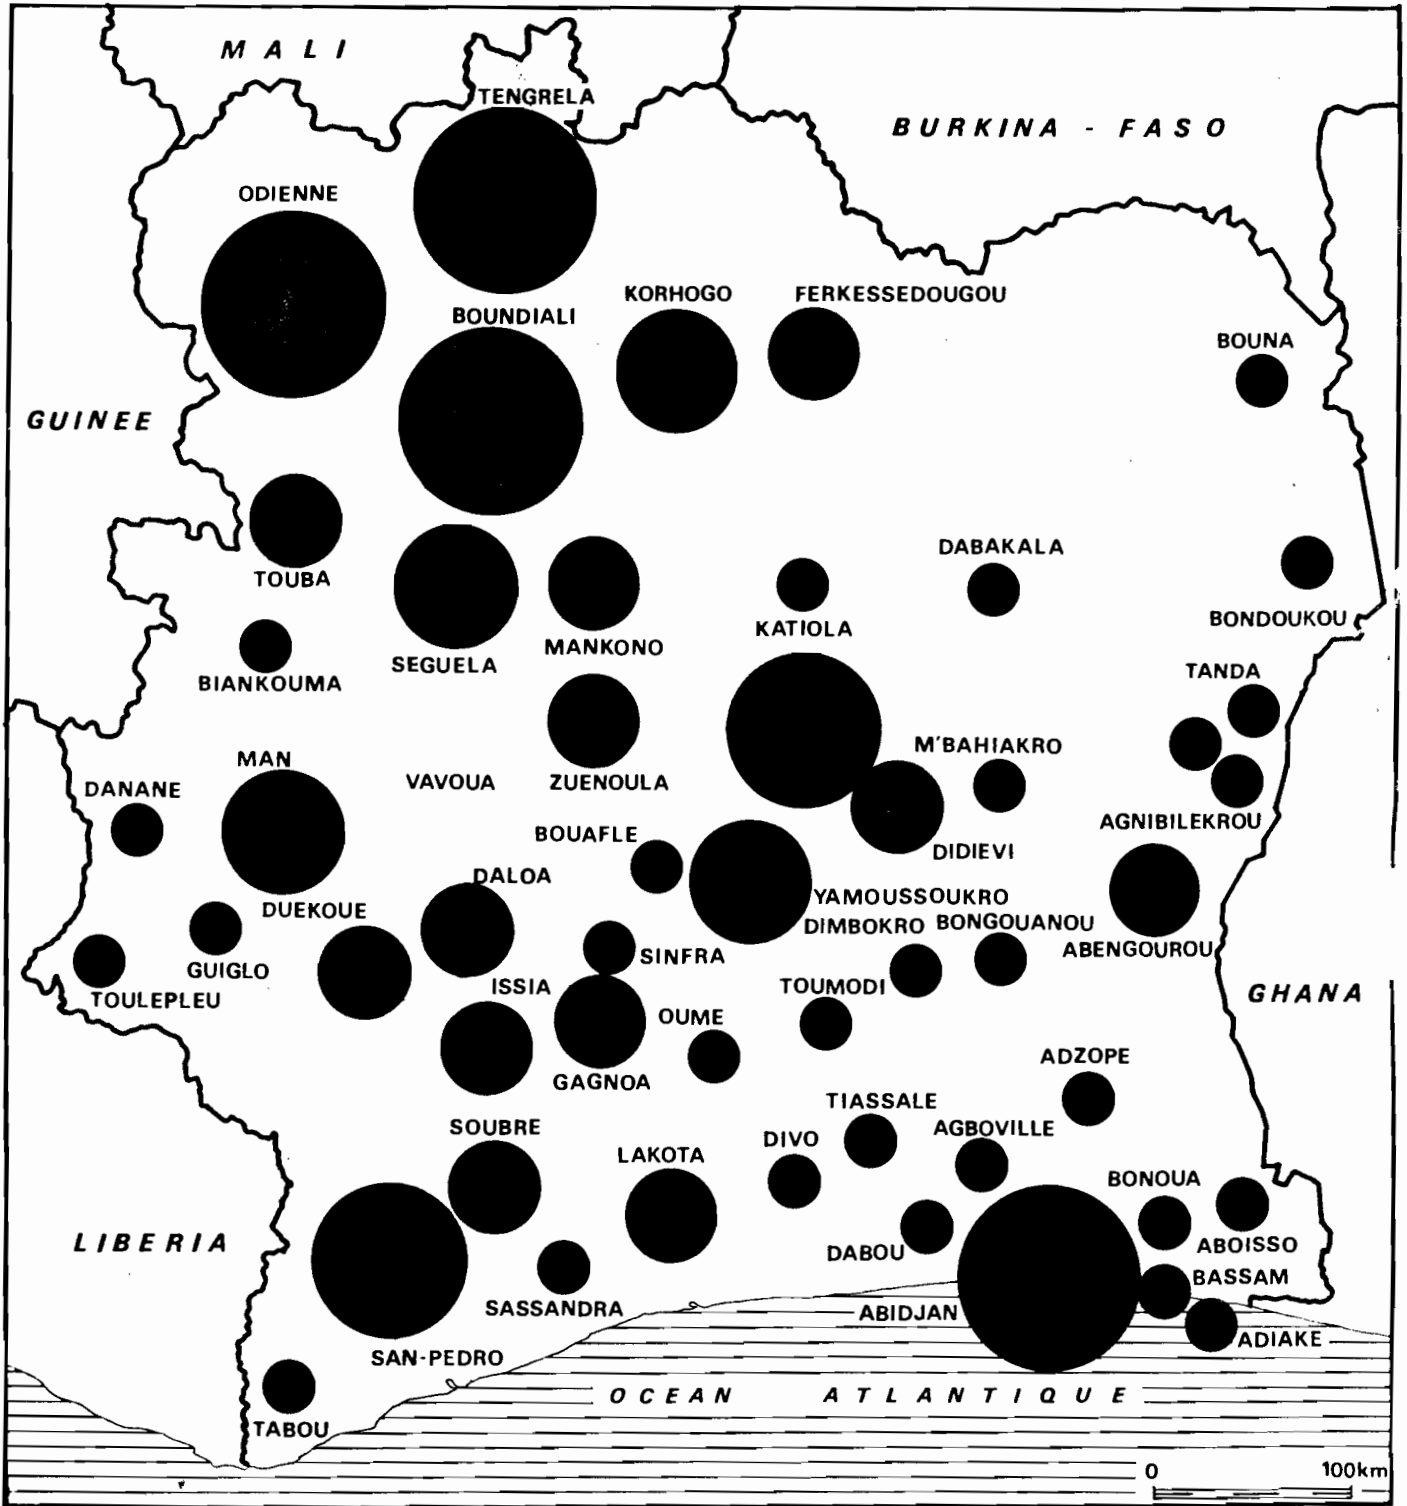 MALI
TENGRELA
BURKINA - FASO
ODIENNE
KORHOGO
FERKESSEDOUGOU
BOUNDIALI
BOUNA
GUINEE
DABAKALA
TOUBA
BONDOUKOU
KATIOLA
MANKONO
SEGUELA
TANDA
BIANKOUMA
M'BAHIAKRO
MAN
VAVOUA
ZUENOULA
DANANE
AGNIBILEKROU
BOUAFLE
DIDIEVI
DALOA
YAMOUSSOUKRO
DUEKOUE
DIMBOKRO
BONGOUANOU
ABENGOUROU
SINFRA
GUIGLO
ISSIA
TOUMODI
GHANA
TOULEPLEU
OUME
ADZOPE
GAGNOA
TIASSALE
SOUBRE
AGBOVILLE
DIVO
LAKOTA
BONOUA
LIBERIA
ABOISSO
DABOU
BASSAM
SASSANDRA
ABIDJAN
ADIAKE
SAN-PEDRO
OCEAN ATLANTIQUE
TABOU
0 100km